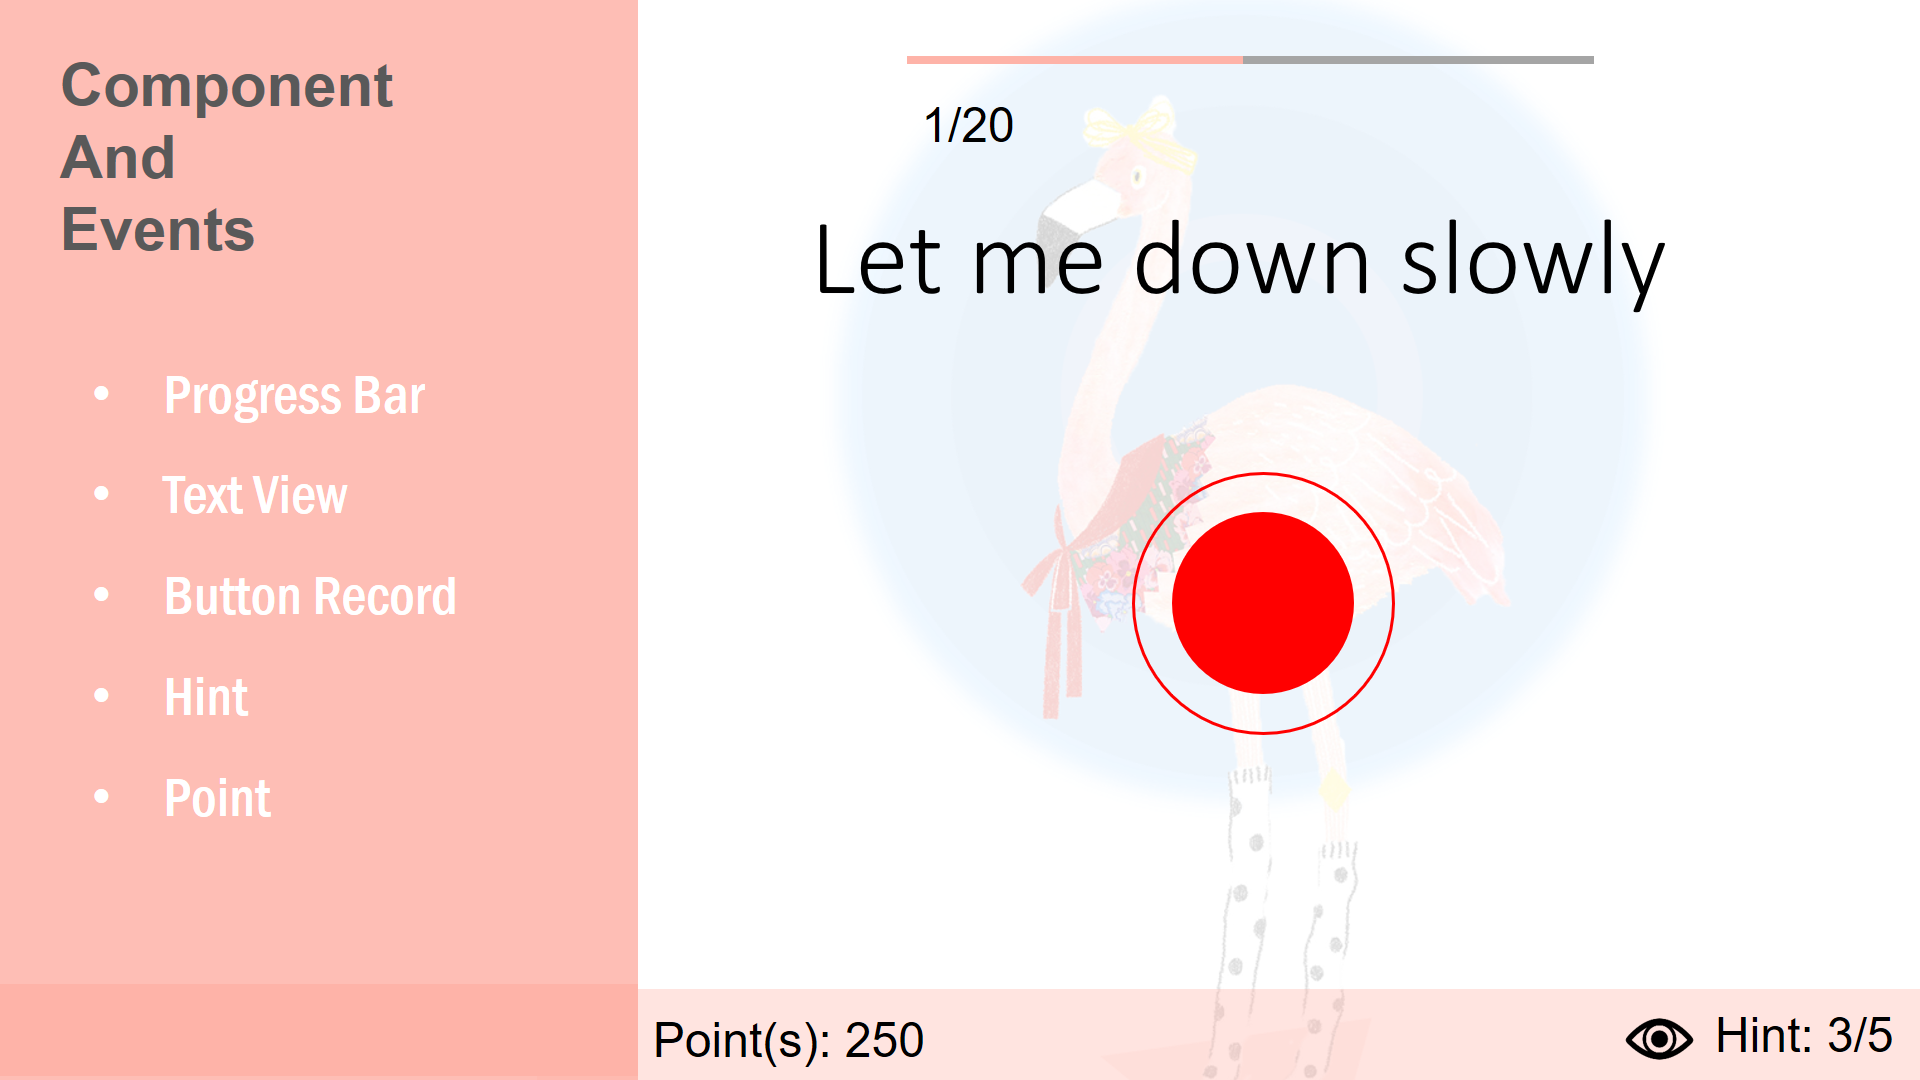 Component
And
Events
• Progress Bar
• Text View
• Button Record
• Hint
• Point
1/20
Let me down slowly
Point(s): 250
Hint: 3/5